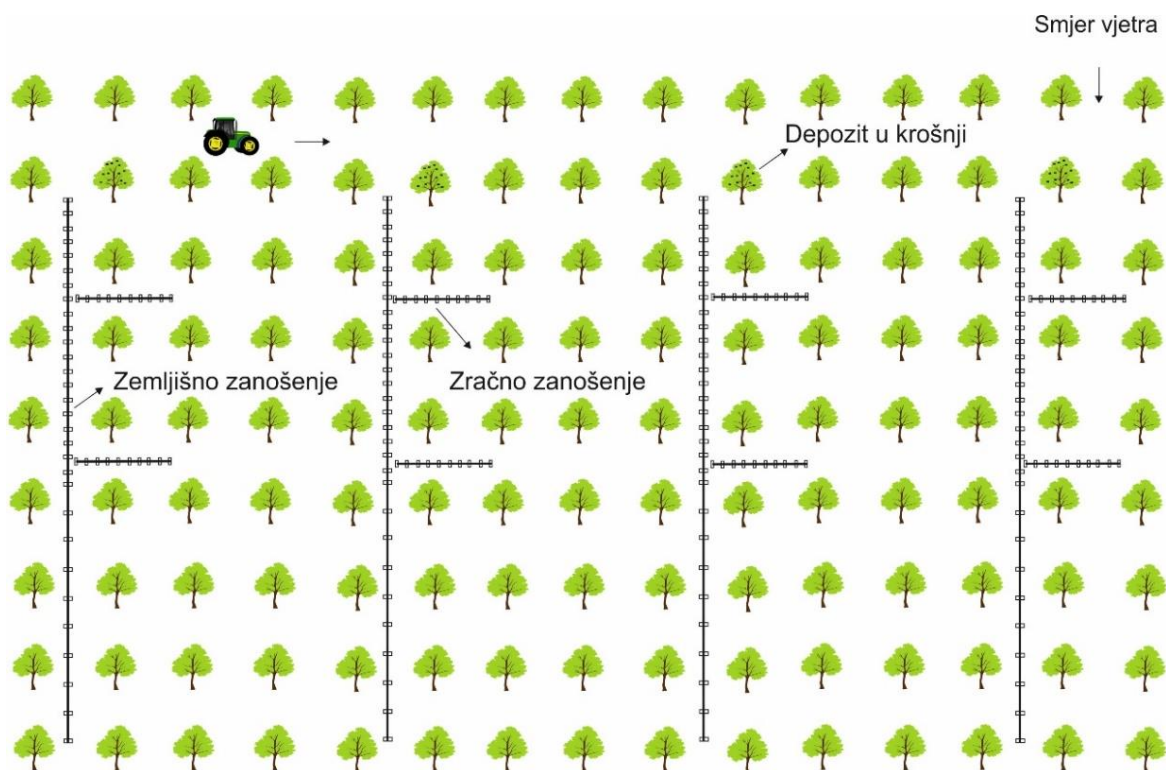 Smjer vjetra
Depozit u krošnji
Zemljišno zanošenje
Zračno zanošenje